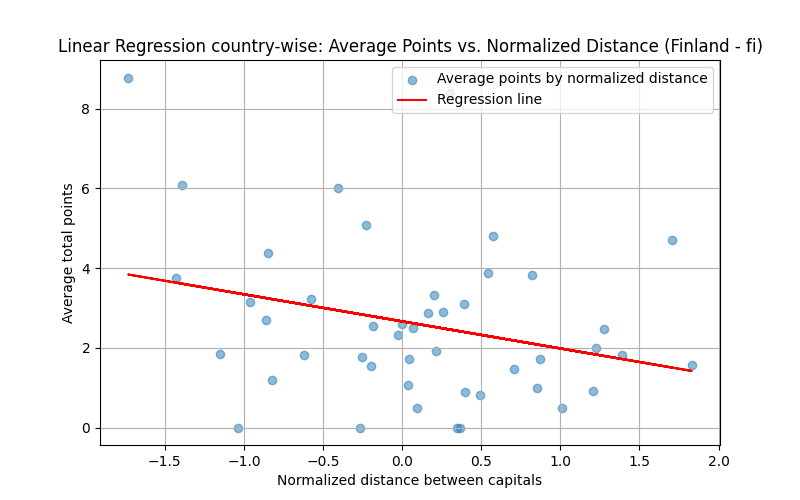 Linear Regression country-wise: Average Points vs. Normalized Distance (Finland - fi)
Average points by normalized distance
Regression line
Average total points
8
6
4
2
0
−1.5 −1.0 −0.5 0.0 0.5 1.0 1.5 2.0
Normalized distance between capitals